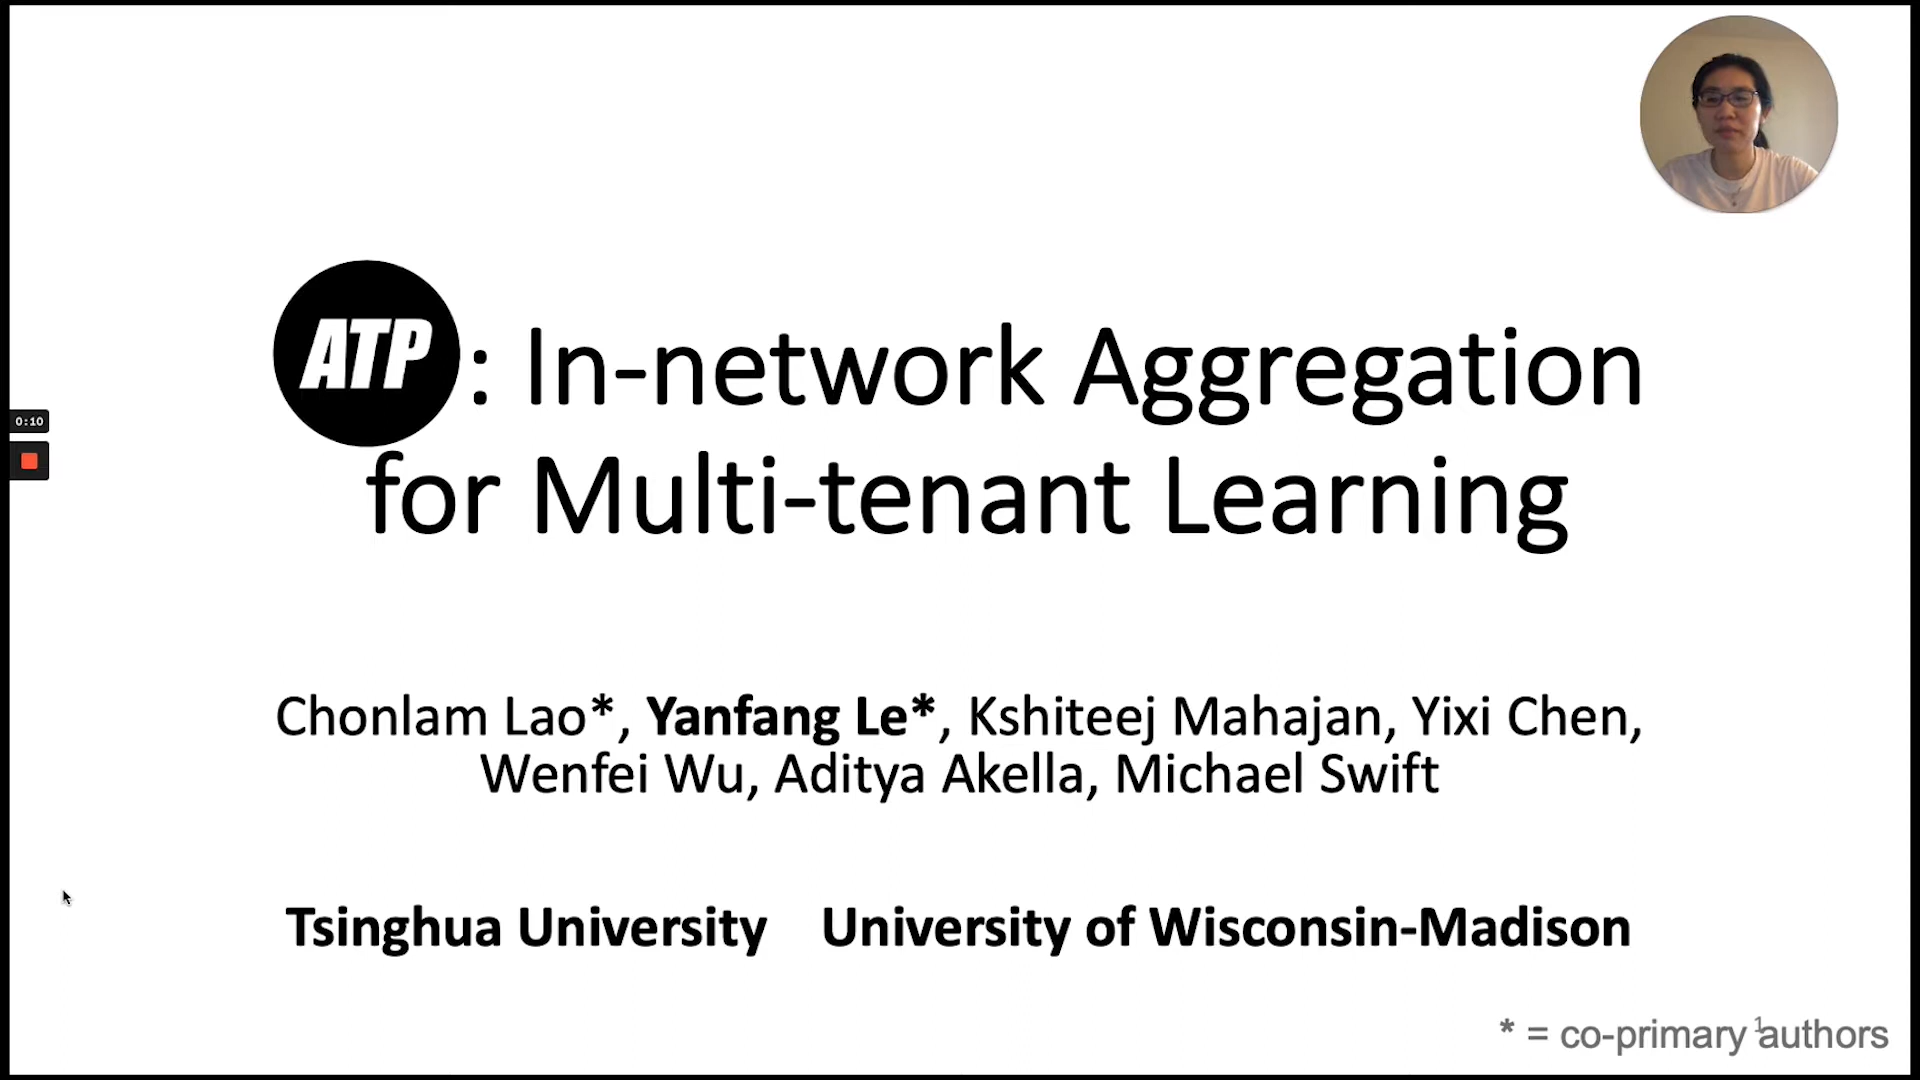 ATP: In-network Aggregation
for Multi-tenant Learning
0:10
Chonlam Lao*, Yanfang Le*, Kshiteej Mahajan, Yixi Chen,
Wenfei Wu, Aditya Akella, Michael Swift
Tsinghua University University of Wisconsin-Madison
* = co-primary authors
1